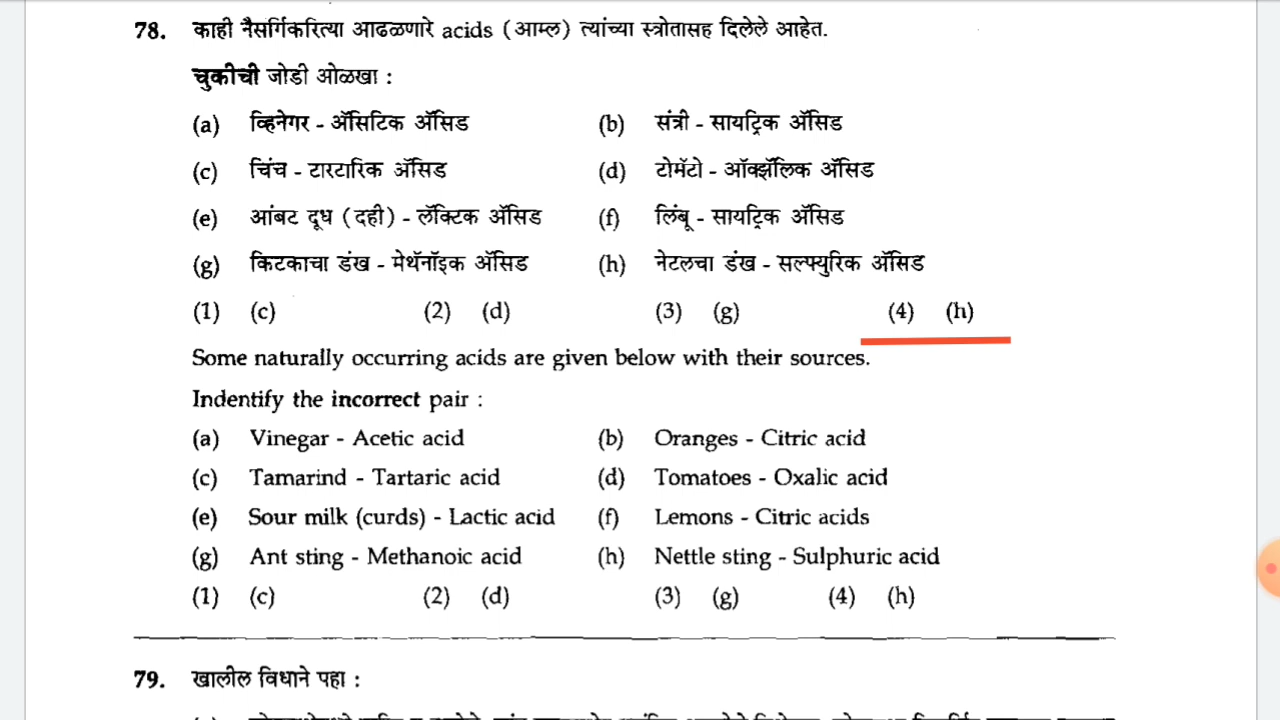 78. काही नैसर्गिकरित्या आढळणारे acids (आम्ल) त्यांच्या स्त्रोतासह दिलेले आहेत.
चुकीची जोडी ओळखा :
(a) व्हिनेगर - ॲसिटिक ॲसिड (b) संत्री - सायट्रिक ॲसिड
(c) चिंच - टारटारिक ॲसिड (d) टोमॅटो - ऑक्झॅलिक ॲसिड
(e) आंबट दूध (दही) - लॅक्टिक ॲसिड (f) लिंबू - सायट्रिक ॲसिड
(g) किटकाचा डंख - मेथॅनॉइक ॲसिड (h) नेटलचा डंख - सल्फ्युरिक ॲसिड
(1) (c) (2) (d) (3) (g) (4) (h)
Some naturally occurring acids are given below with their sources.
Indentify the incorrect pair :
(a) Vinegar - Acetic acid (b) Oranges - Citric acid
(c) Tamarind - Tartaric acid (d) Tomatoes - Oxalic acid
(e) Sour milk (curds) - Lactic acid (f) Lemons - Citric acids
(g) Ant sting - Methanoic acid (h) Nettle sting - Sulphuric acid
(1) (c) (2) (d) (3) (g) (4) (h)
79. खालील विधाने पहा :